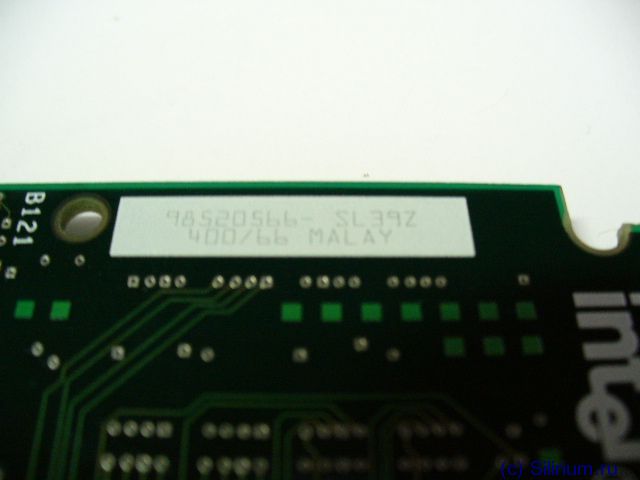 98520566- SL39Z
400/66 MALAY
B121
intel
(c) Silinum.ru